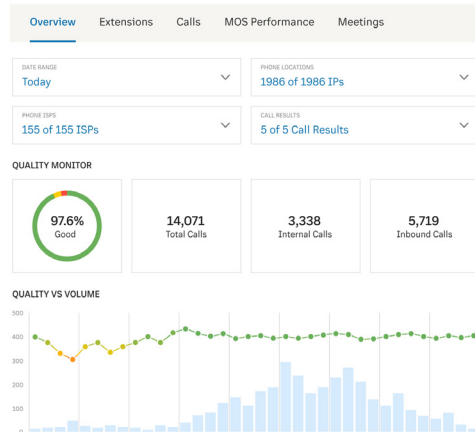 Overview Extensions Calls MOS Performance Meetings
DATE RANGE
Today
PHONE LOCATIONS
1986 of 1986 IPs
PHONE ISPS
155 of 155 ISPs
CALL RESULTS
5 of 5 Call Results
QUALITY MONITOR
97.6%
Good
14,071
Total Calls
3,338
Internal Calls
5,719
Inbound Calls
QUALITY VS VOLUME
500
400
300
200
100
0